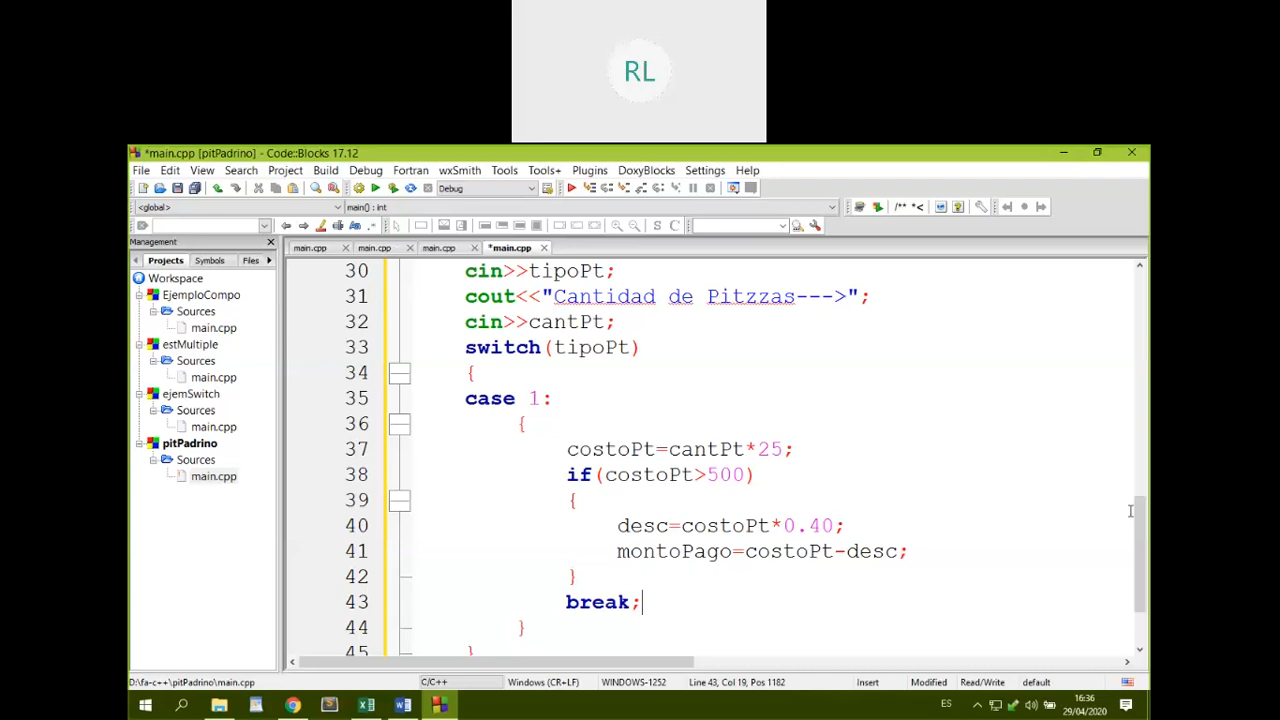 RL
*main.cpp [pitPadrino] - Code::Blocks 17.12
File Edit View Search Project Build Debug Fortran wxSmith Tools Tools+ Plugins DoxyBlocks Settings Help
Debug
<global> main() : int
/** *<
Management
Projects Symbols Files
main.cpp main.cpp main.cpp *main.cpp
Workspace
EjemploCompo
Sources
main.cpp
estMultiple
Sources
main.cpp
ejemSwitch
Sources
main.cpp
pitPadrino
Sources
main.cpp
30 cin>>tipoPt;
31 cout<<"Cantidad de Pitzzas--->";
32 cin>>cantPt;
33 switch(tipoPt)
34 {
35 case 1:
36 {
37 costoPt=cantPt*25;
38 if(costoPt>500)
39 {
40 desc=costoPt*0.40;
41 montoPago=costoPt-desc;
42 }
43 break;
44 }
45 }
D:\fa-c++\pitPadrino\main.cpp C/C++ Windows (CR+LF) WINDOWS-1252 Line 43, Col 19, Pos 1182 Insert Modified Read/Write default
ES 16:36
29/04/2020